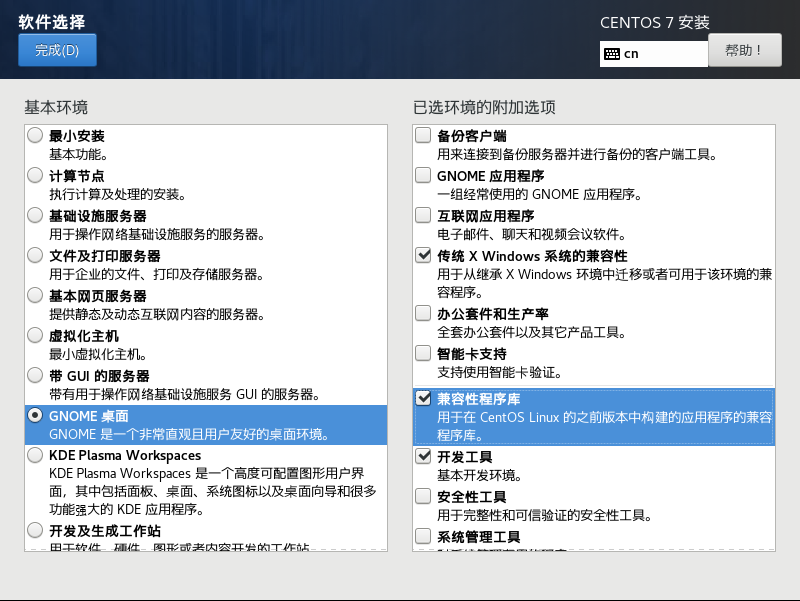 软件选择
完成(D)
CENTOS 7 安装
cn
帮助！
基本环境
最小安装
基本功能。
计算节点
执行计算及处理的安装。
基础设施服务器
用于操作网络基础设施服务的服务器。
文件及打印服务器
用于企业的文件、打印及存储服务器。
基本网页服务器
提供静态及动态互联网内容的服务器。
虚拟化主机
最小虚拟化主机。
带 GUI 的服务器
带有用于操作网络基础设施服务 GUI 的服务器。
GNOME 桌面
GNOME 是一个非常直观且用户友好的桌面环境。
KDE Plasma Workspaces
KDE Plasma Workspaces 是一个高度可配置图形用户界
面，其中包括面板、桌面、系统图标以及桌面向导和很多
功能强大的 KDE 应用程序。
开发及生成工作站
用于软件、硬件、图形或者内容开发的工作站
已选环境的附加选项
备份客户端
用来连接到备份服务器并进行备份的客户端工具。
GNOME 应用程序
一组经常使用的 GNOME 应用程序。
互联网应用程序
电子邮件、聊天和视频会议软件。
传统 X Windows 系统的兼容性
用于从继承 X Windows 环境中迁移或者可用于该环境的兼
容程序。
办公套件和生产率
全套办公套件以及其它产品工具。
智能卡支持
支持使用智能卡验证。
兼容性程序库
用于在 CentOS Linux 的之前版本中构建的应用程序的兼容
程序库。
开发工具
基本开发环境。
安全性工具
用于完整性和可信验证的安全性工具。
系统管理工具